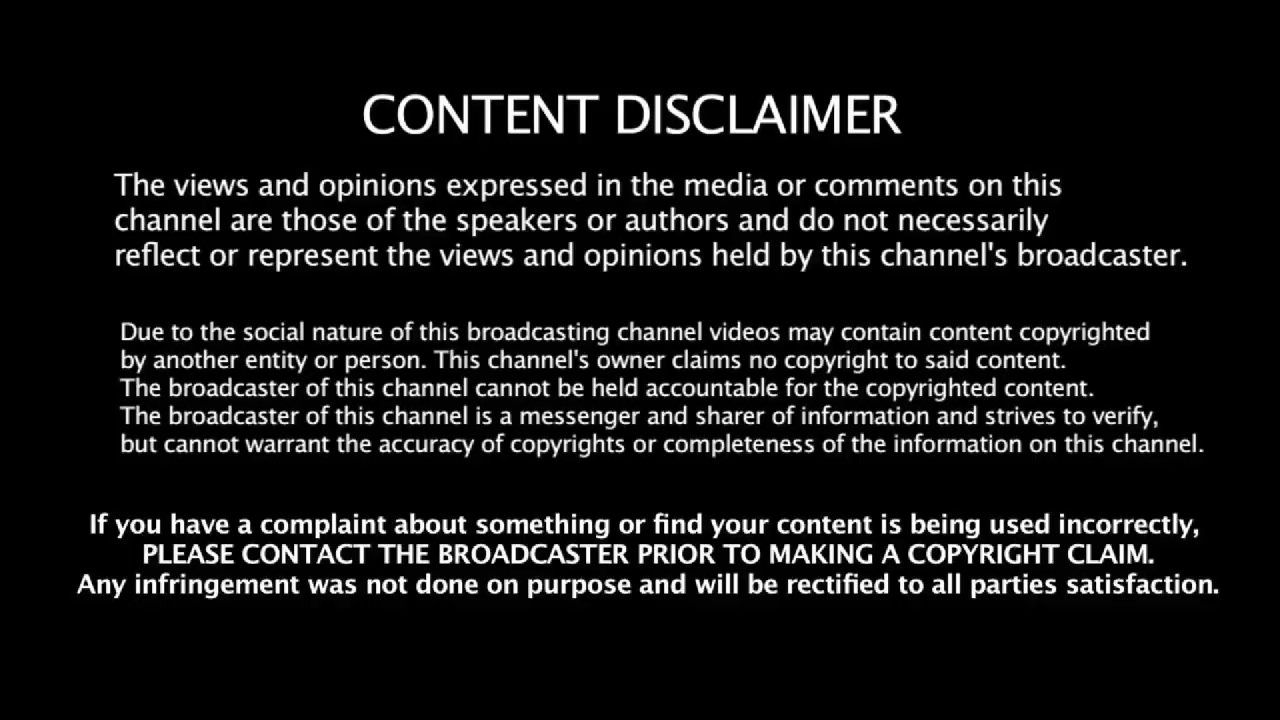 CONTENT DISCLAIMER
The views and opinions expressed in the media or comments on this
channel are those of the speakers or authors and do not necessarily
reflect or represent the views and opinions held by this channel's broadcaster.
Due to the social nature of this broadcasting channel videos may contain content copyrighted
by another entity or person. This channel's owner claims no copyright to said content.
The broadcaster of this channel cannot be held accountable for the copyrighted content.
The broadcaster of this channel is a messenger and sharer of information and strives to verify,
but cannot warrant the accuracy of copyrights or completeness of the information on this channel.
If you have a complaint about something or find your content is being used incorrectly,
PLEASE CONTACT THE BROADCASTER PRIOR TO MAKING A COPYRIGHT CLAIM.
Any infringement was not done on purpose and will be rectified to all parties satisfaction.